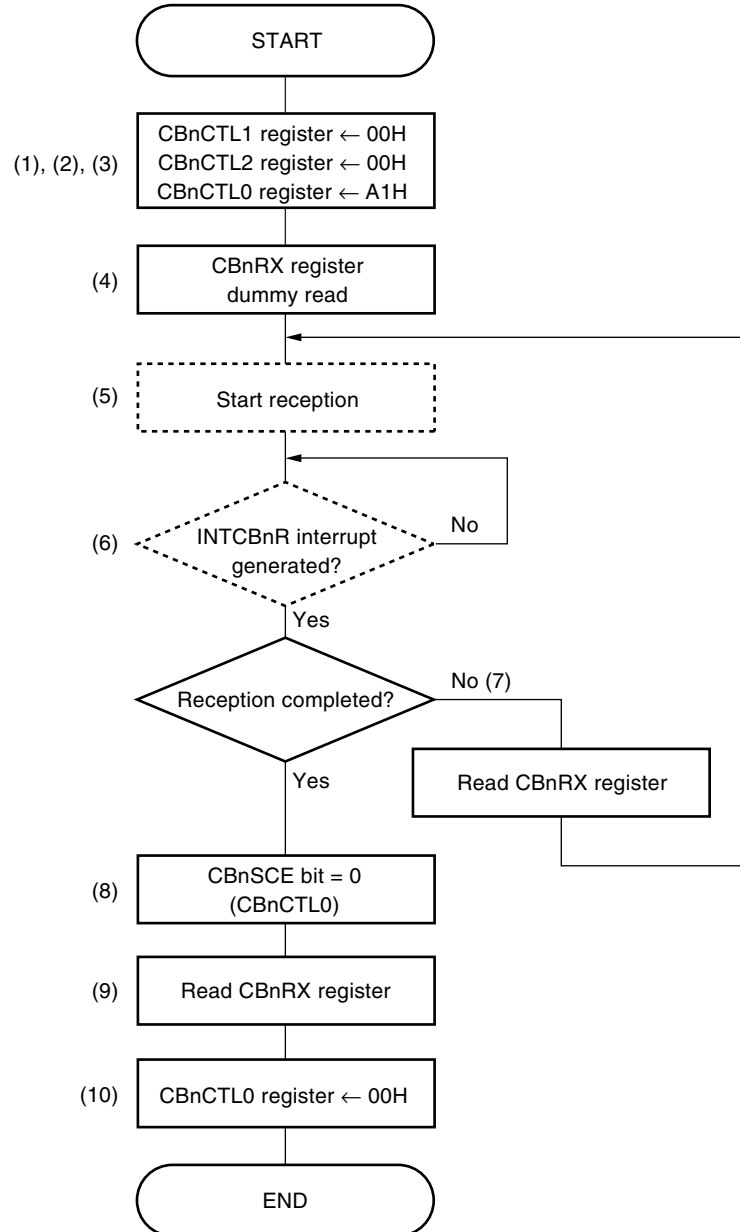 START
(1), (2), (3)
CBnCTL1 register ← 00H
CBnCTL2 register ← 00H
CBnCTL0 register ← A1H
(4)
CBnRX register
dummy read
(5)
Start reception
(6)
INTCBnR interrupt
generated?
No
Yes
Reception completed?
No (7)
Read CBnRX register
Yes
(8)
CBnSCE bit = 0
(CBnCTL0)
(9)
Read CBnRX register
(10)
CBnCTL0 register ← 00H
END